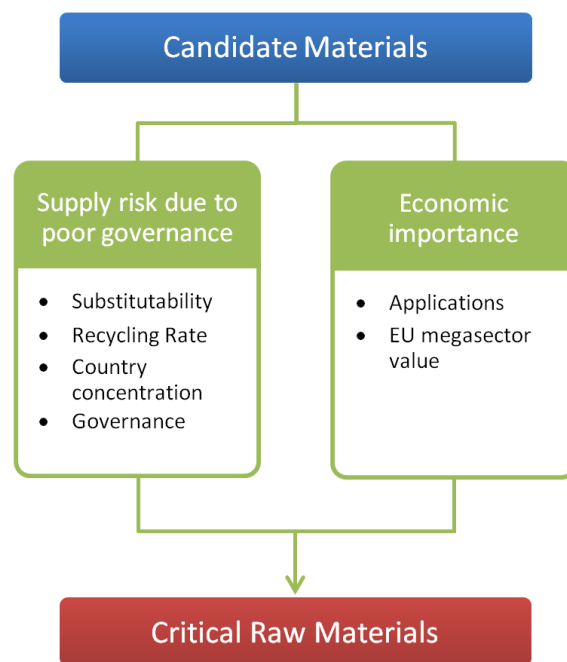 Candidate Materials
Supply risk due to
poor governance
• Substitutability
• Recycling Rate
• Country
concentration
• Governance
Economic
importance
• Applications
• EU megasector
value
Critical Raw Materials